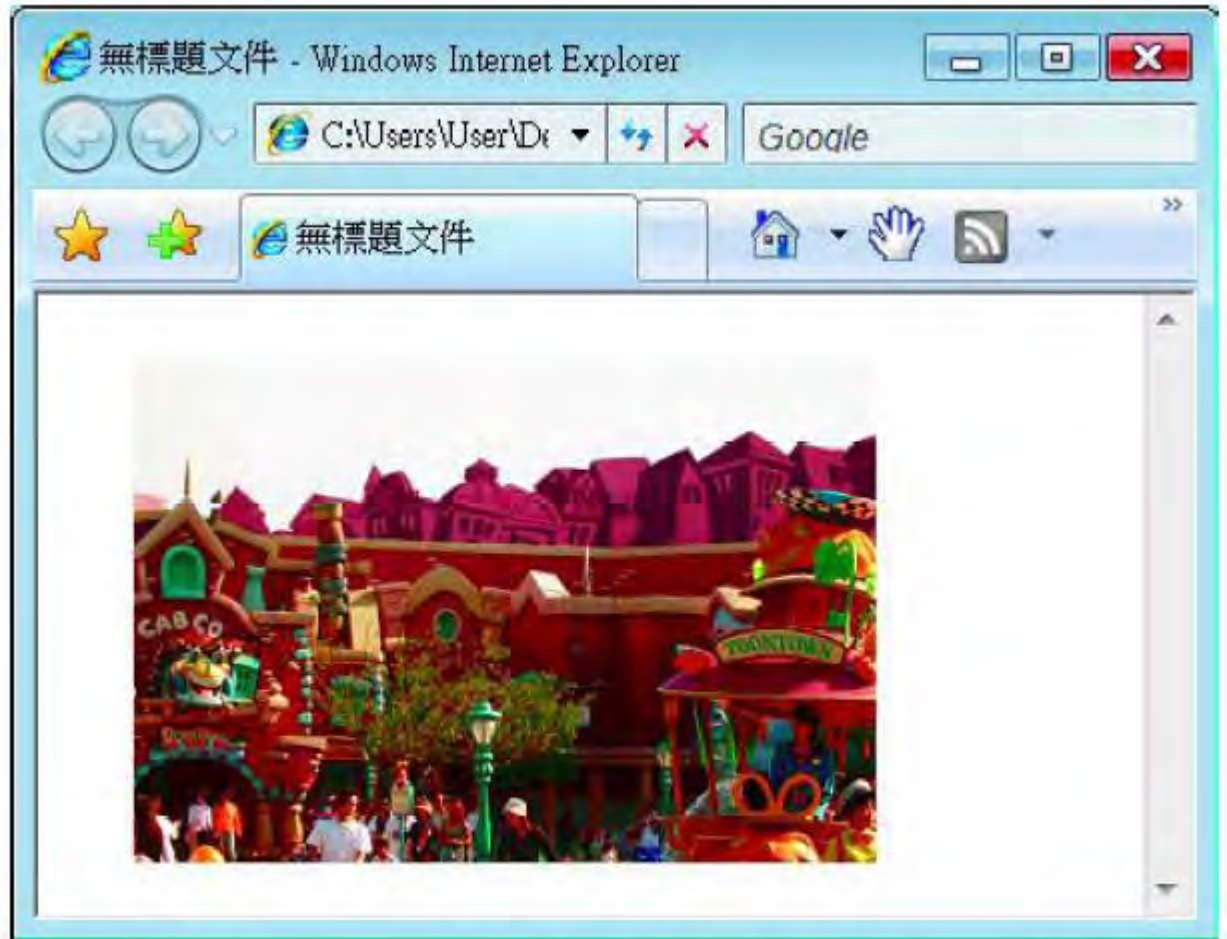 無標題文件 - Windows Internet Explorer
C:\Users\User\De
Google
無標題文件
CAB CO
TOONTOWN